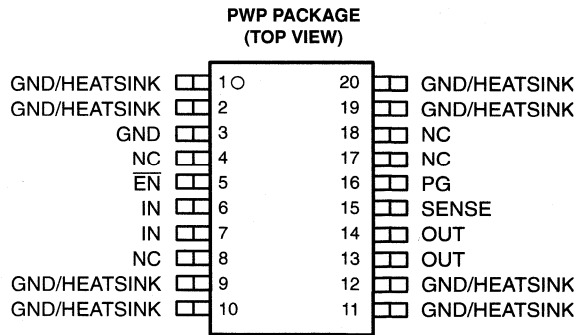 PWP PACKAGE
(TOP VIEW)
GND/HEATSINK 1 20 GND/HEATSINK
GND/HEATSINK 2 19 GND/HEATSINK
GND 3 18 NC
NC 4 17 NC
E̅N̅ 5 16 PG
IN 6 15 SENSE
IN 7 14 OUT
NC 8 13 OUT
GND/HEATSINK 9 12 GND/HEATSINK
GND/HEATSINK 10 11 GND/HEATSINK